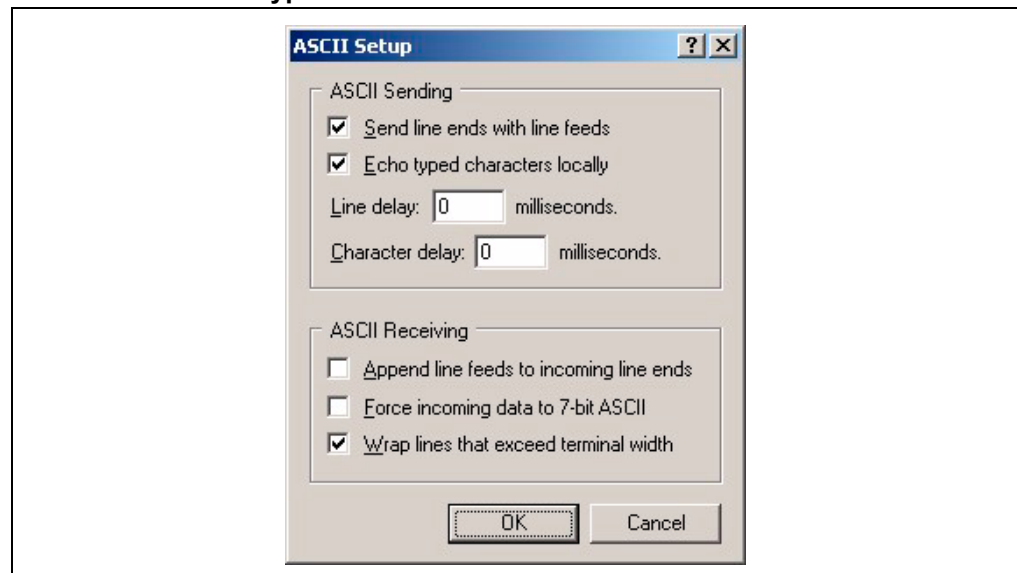 ASCII Setup
ASCII Sending
Send line ends with line feeds
Echo typed characters locally
Line delay: 0 milliseconds.
Character delay: 0 milliseconds.
ASCII Receiving
Append line feeds to incoming line ends
Force incoming data to 7-bit ASCII
Wrap lines that exceed terminal width
OK Cancel